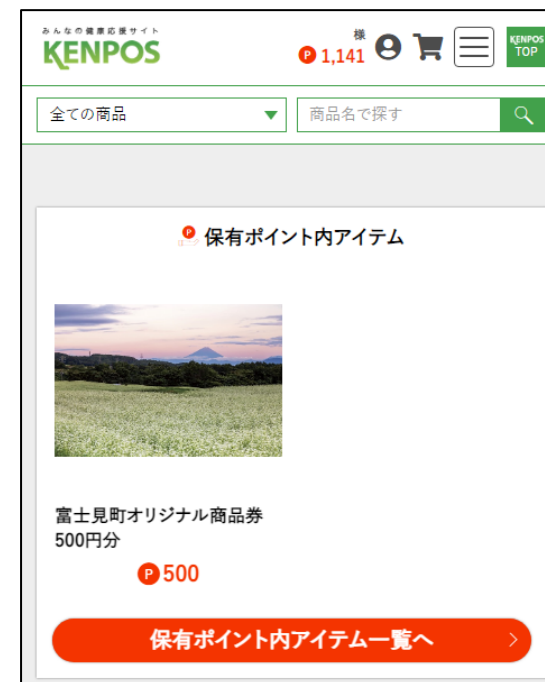 みんなの健康応援サイト
KENPOS
様
P 1,141
KENPOS
TOP
全ての商品
商品名で探す
P 保有ポイント内アイテム
富士見町オリジナル商品券
500円分
P 500
保有ポイント内アイテム一覧へ